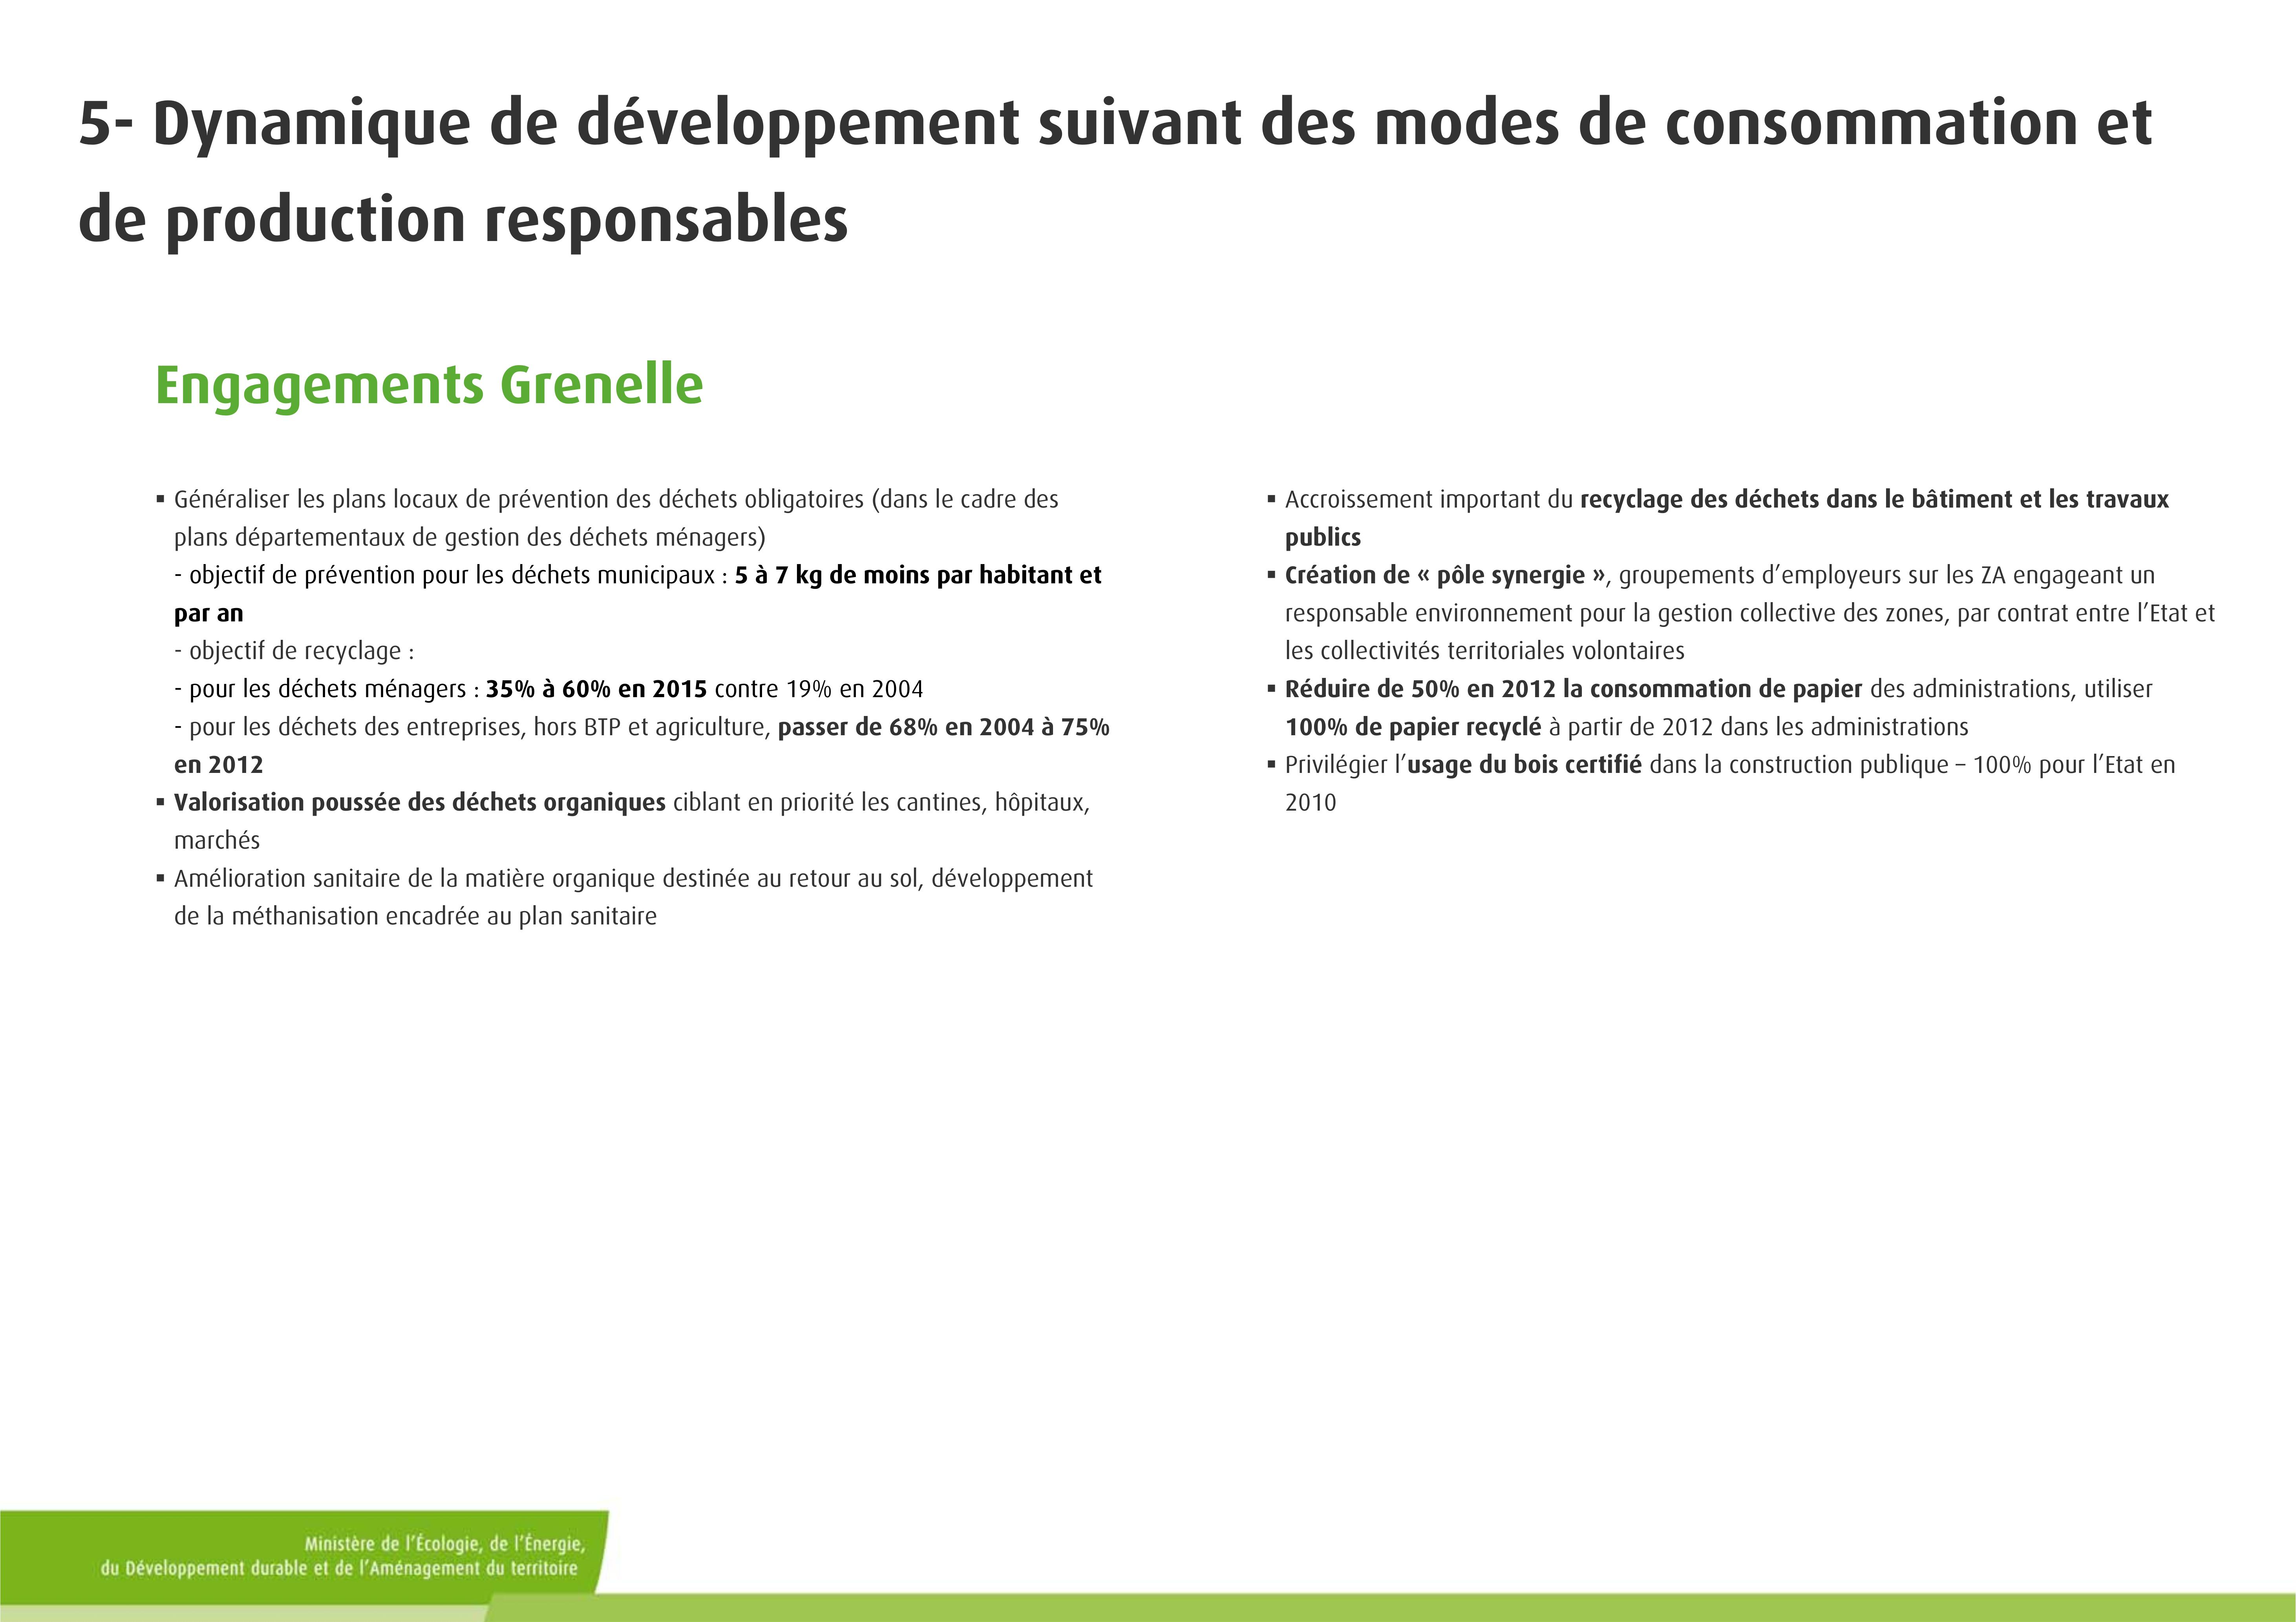 5- Dynamique de développement suivant des modes de consommation et
de production responsables
Engagements Grenelle
▪ Généraliser les plans locaux de prévention des déchets obligatoires (dans le cadre des
plans départementaux de gestion des déchets ménagers)
- objectif de prévention pour les déchets municipaux : 5 à 7 kg de moins par habitant et
par an
- objectif de recyclage :
- pour les déchets ménagers : 35% à 60% en 2015 contre 19% en 2004
- pour les déchets des entreprises, hors BTP et agriculture, passer de 68% en 2004 à 75%
en 2012
▪ Valorisation poussée des déchets organiques ciblant en priorité les cantines, hôpitaux,
marchés
▪ Amélioration sanitaire de la matière organique destinée au retour au sol, développement
de la méthanisation encadrée au plan sanitaire
▪ Accroissement important du recyclage des déchets dans le bâtiment et les travaux
publics
▪ Création de « pôle synergie », groupements d’employeurs sur les ZA engageant un
responsable environnement pour la gestion collective des zones, par contrat entre l’Etat et
les collectivités territoriales volontaires
▪ Réduire de 50% en 2012 la consommation de papier des administrations, utiliser
100% de papier recyclé à partir de 2012 dans les administrations
▪ Privilégier l’usage du bois certifié dans la construction publique – 100% pour l’Etat en
2010
Ministère de l’Écologie, de l’Énergie,
du Développement durable et de l’Aménagement du territoire